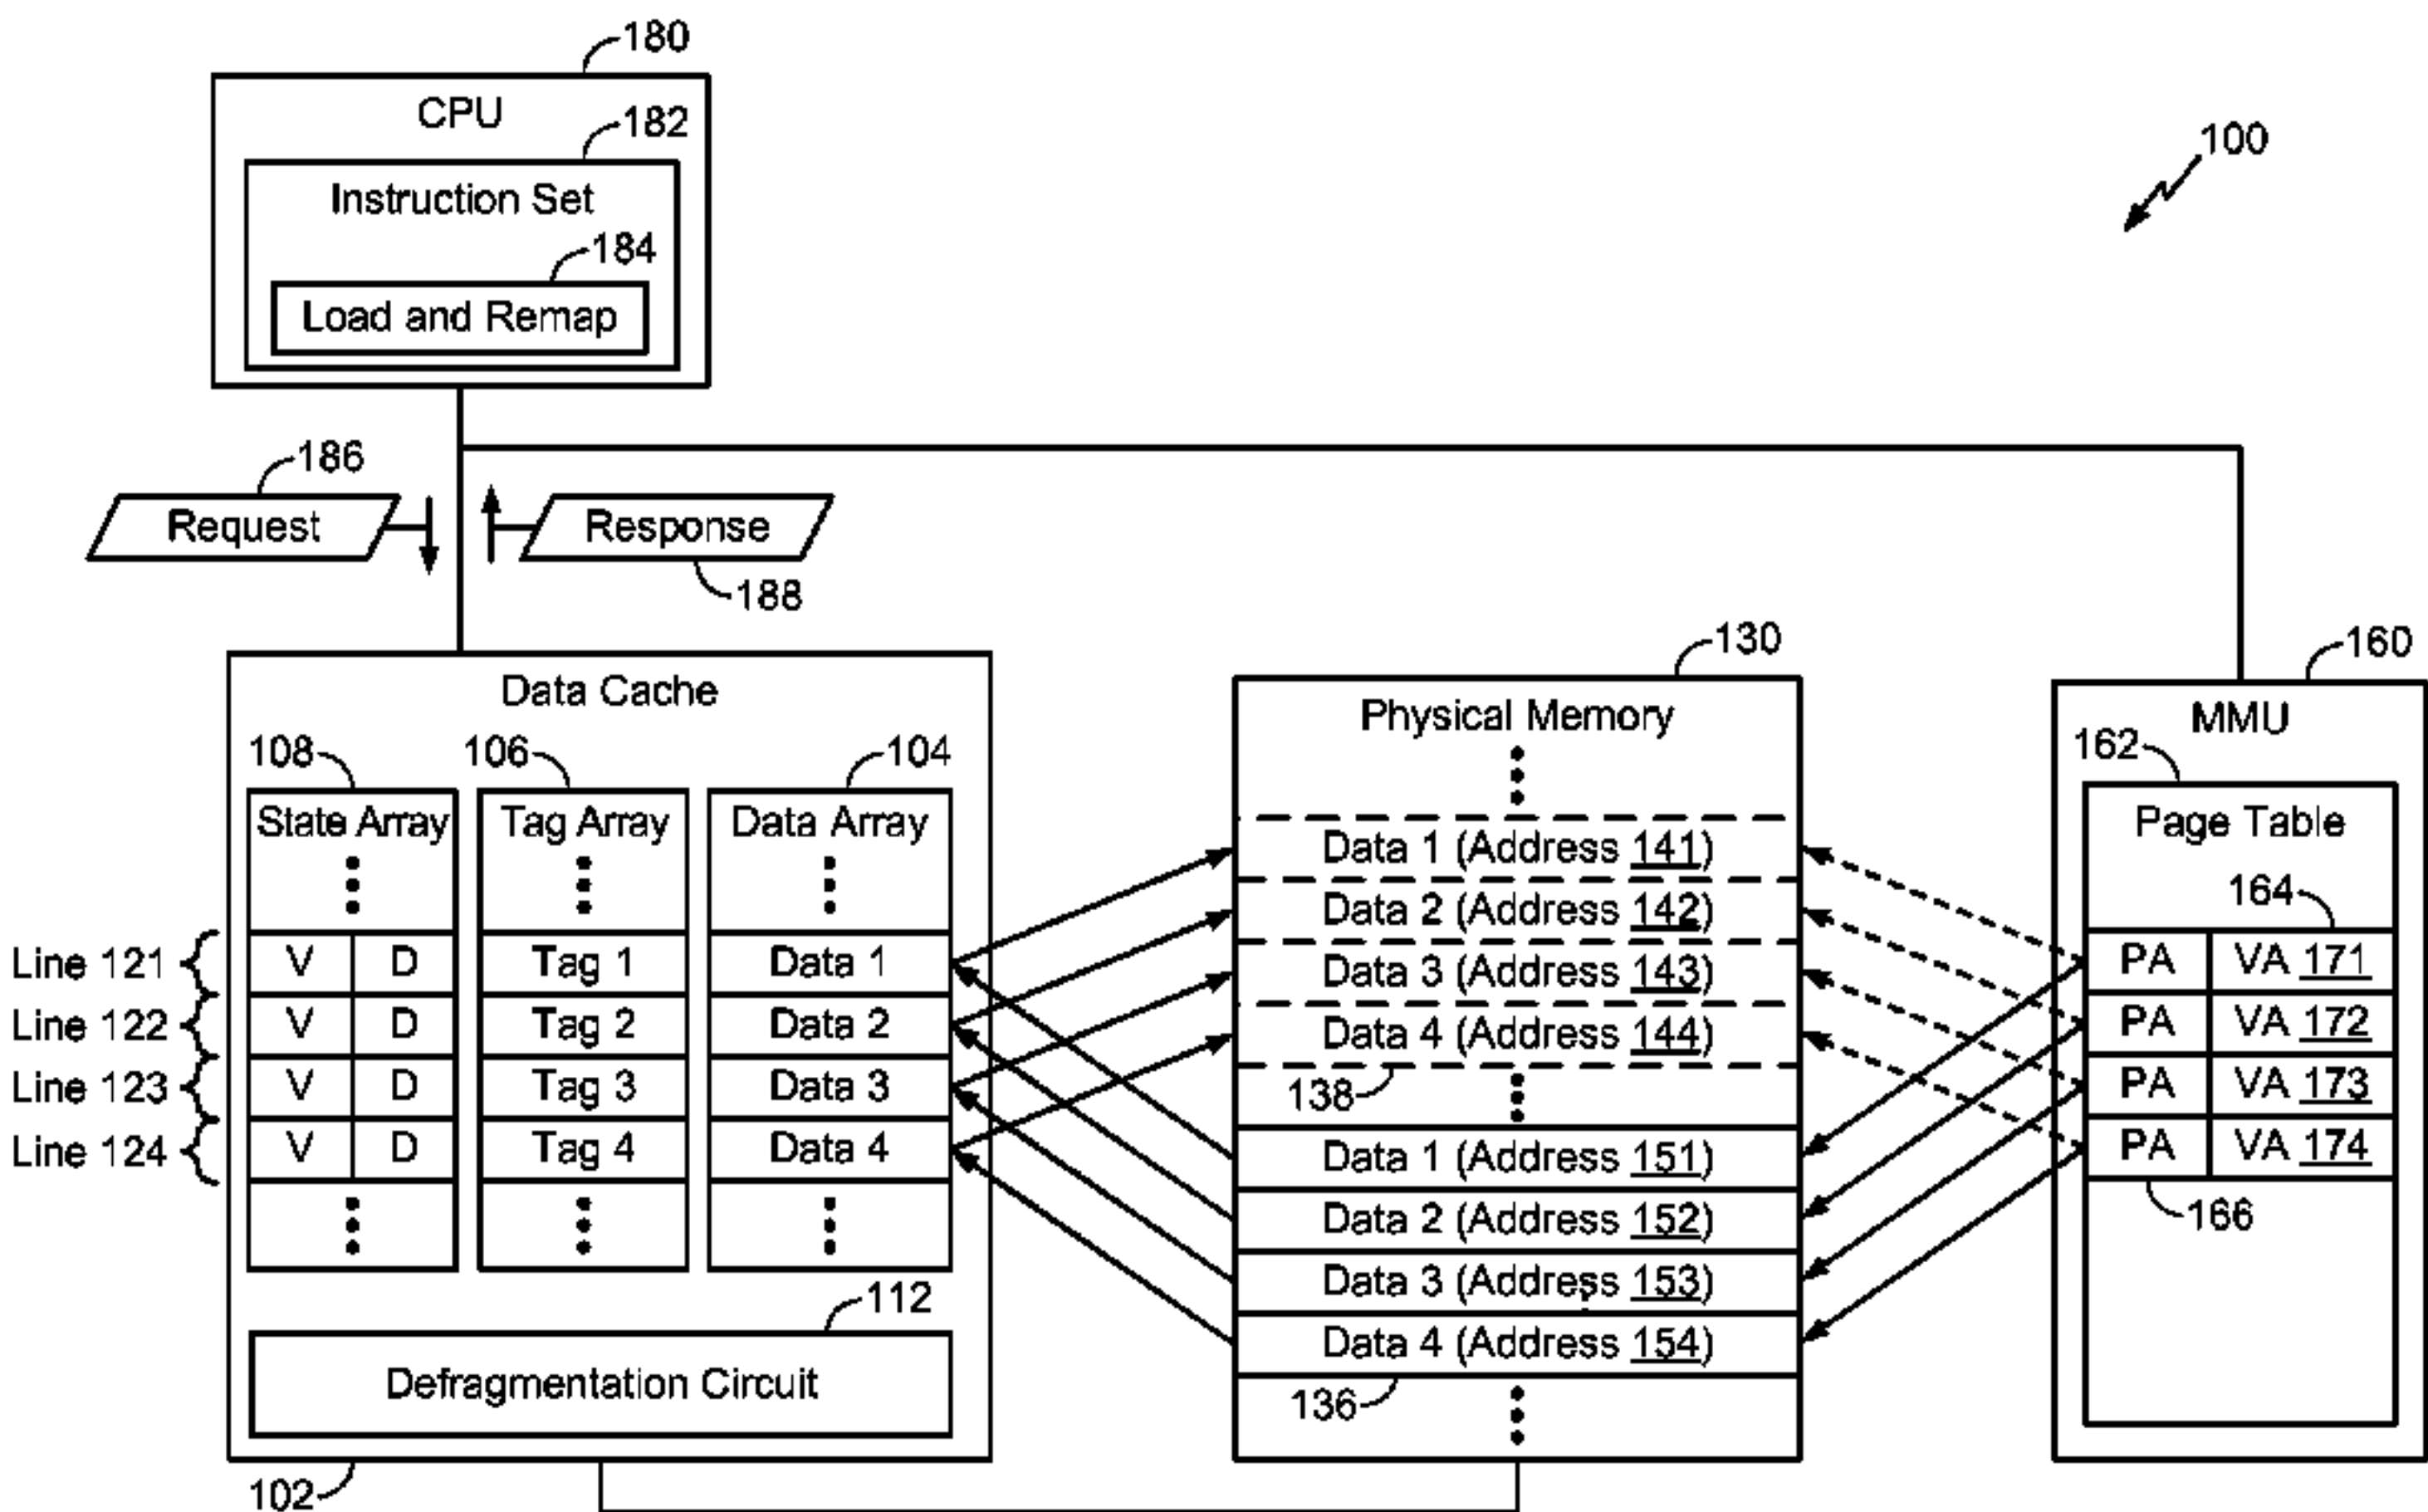 180
CPU
182
Instruction Set
184
Load and Remap
100
186
Request
Response
188
Data Cache
108
106
104
State Array
Tag Array
Data Array
Line 121
V
D
Tag 1
Data 1
Line 122
V
D
Tag 2
Data 2
Line 123
V
D
Tag 3
Data 3
Line 124
V
D
Tag 4
Data 4
112
Defragmentation Circuit
102
130
Physical Memory
Data 1 (Address 141)
Data 2 (Address 142)
Data 3 (Address 143)
Data 4 (Address 144)
138
Data 1 (Address 151)
Data 2 (Address 152)
Data 3 (Address 153)
Data 4 (Address 154)
136
160
MMU
162
Page Table
164
PA
VA 171
PA
VA 172
PA
VA 173
PA
VA 174
166